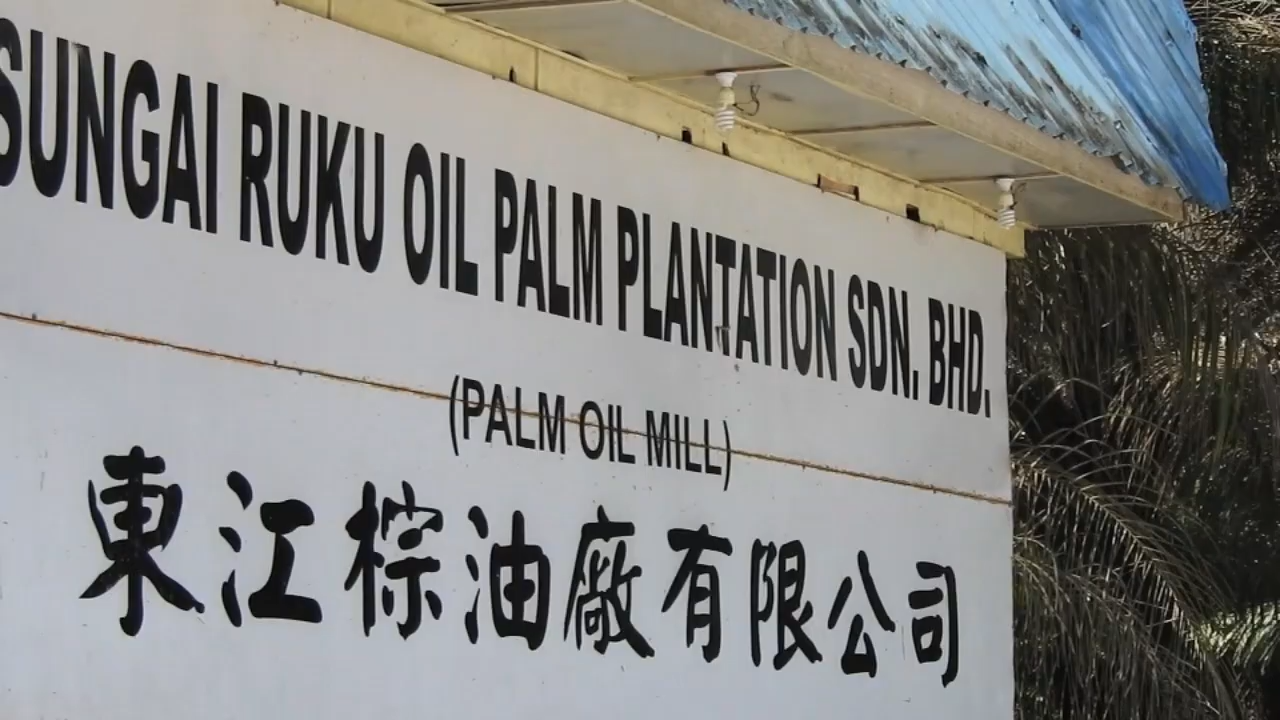 SUNGAI RUKU OIL PALM PLANTATION SDN. BHD.
(PALM OIL MILL)
東江棕油廠有限公司